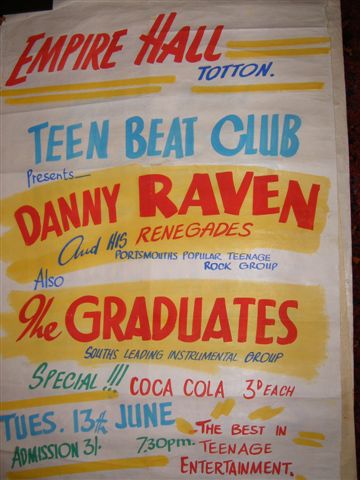 EMPIRE HALL
TOTTON.
TEEN BEAT CLUB
Presents—
DANNY RAVEN
And HIS RENEGADES
PORTSMOUTHS POPULAR TEENAGE
ROCK GROUP
Also
The GRADUATES
SOUTHS LEADING INSTRUMENTAL GROUP
SPECIAL!!! COCA COLA 3D EACH
TUES. 13th JUNE
ADMISSION 3/- 7.30pm.
THE BEST IN
TEENAGE
ENTERTAINMENT.